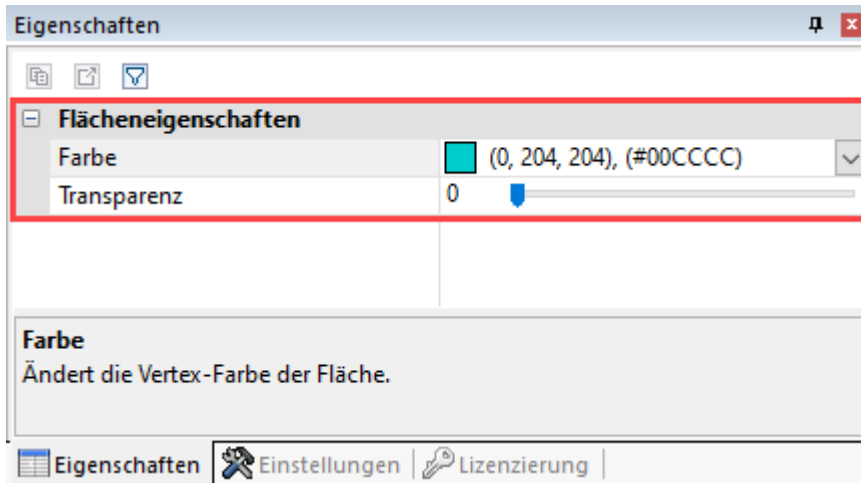 Eigenschaften
Flächeneigenschaften
Farbe (0, 204, 204), (#00CCCC)
Transparenz 0
Farbe
Ändert die Vertex-Farbe der Fläche.
Eigenschaften Einstellungen Lizenzierung